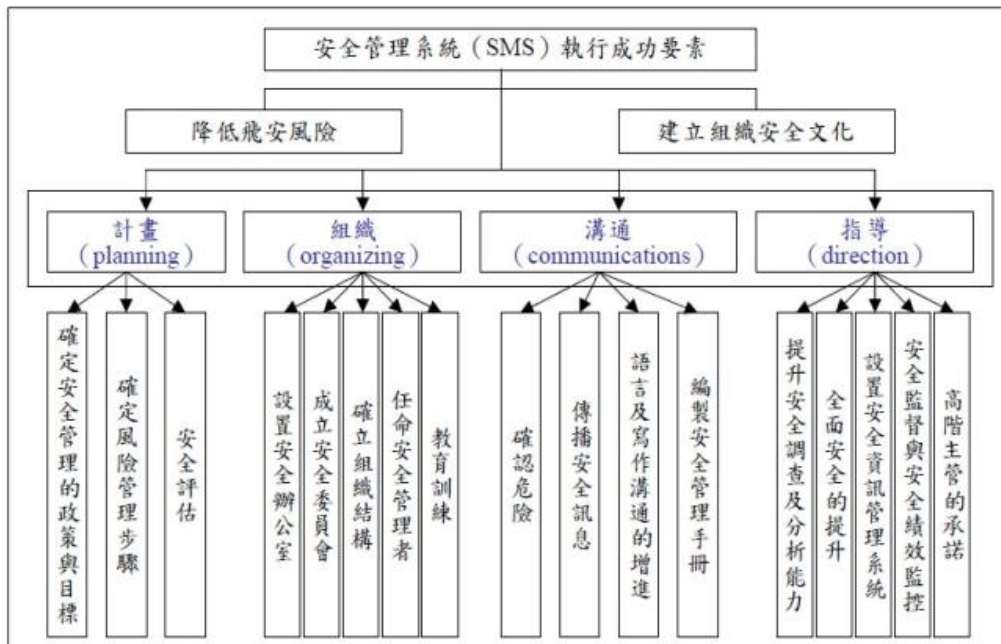 安全管理系統（SMS）執行成功要素
降低飛安風險
建立組織安全文化
計畫
（planning）
組織
（organizing）
溝通
（communications）
指導
（direction）
確定安全管理的政策與目標
確定風險管理步驟
安全評估
設置安全辦公室
成立安全委員會
確立組織結構
任命安全管理者
教育訓練
確認危險
傳播安全訊息
語言及寫作溝通的增進
編製安全管理手冊
提升安全調查及分析能力
全面安全的提升
設置安全資訊管理系統
安全監督與安全績效監控
高階主管的承諾